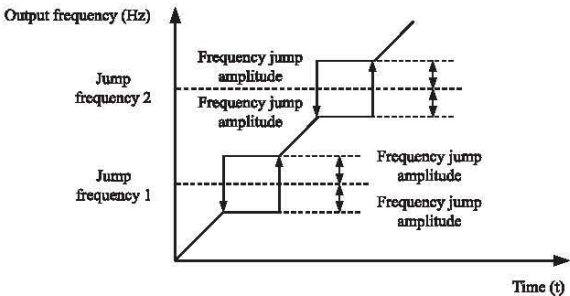 Output frequency (Hz)
Frequency jump
amplitude
Jump
frequency 2
Frequency jump
amplitude
Frequency jump
amplitude
Jump
frequency 1
Frequency jump
amplitude
Time (t)